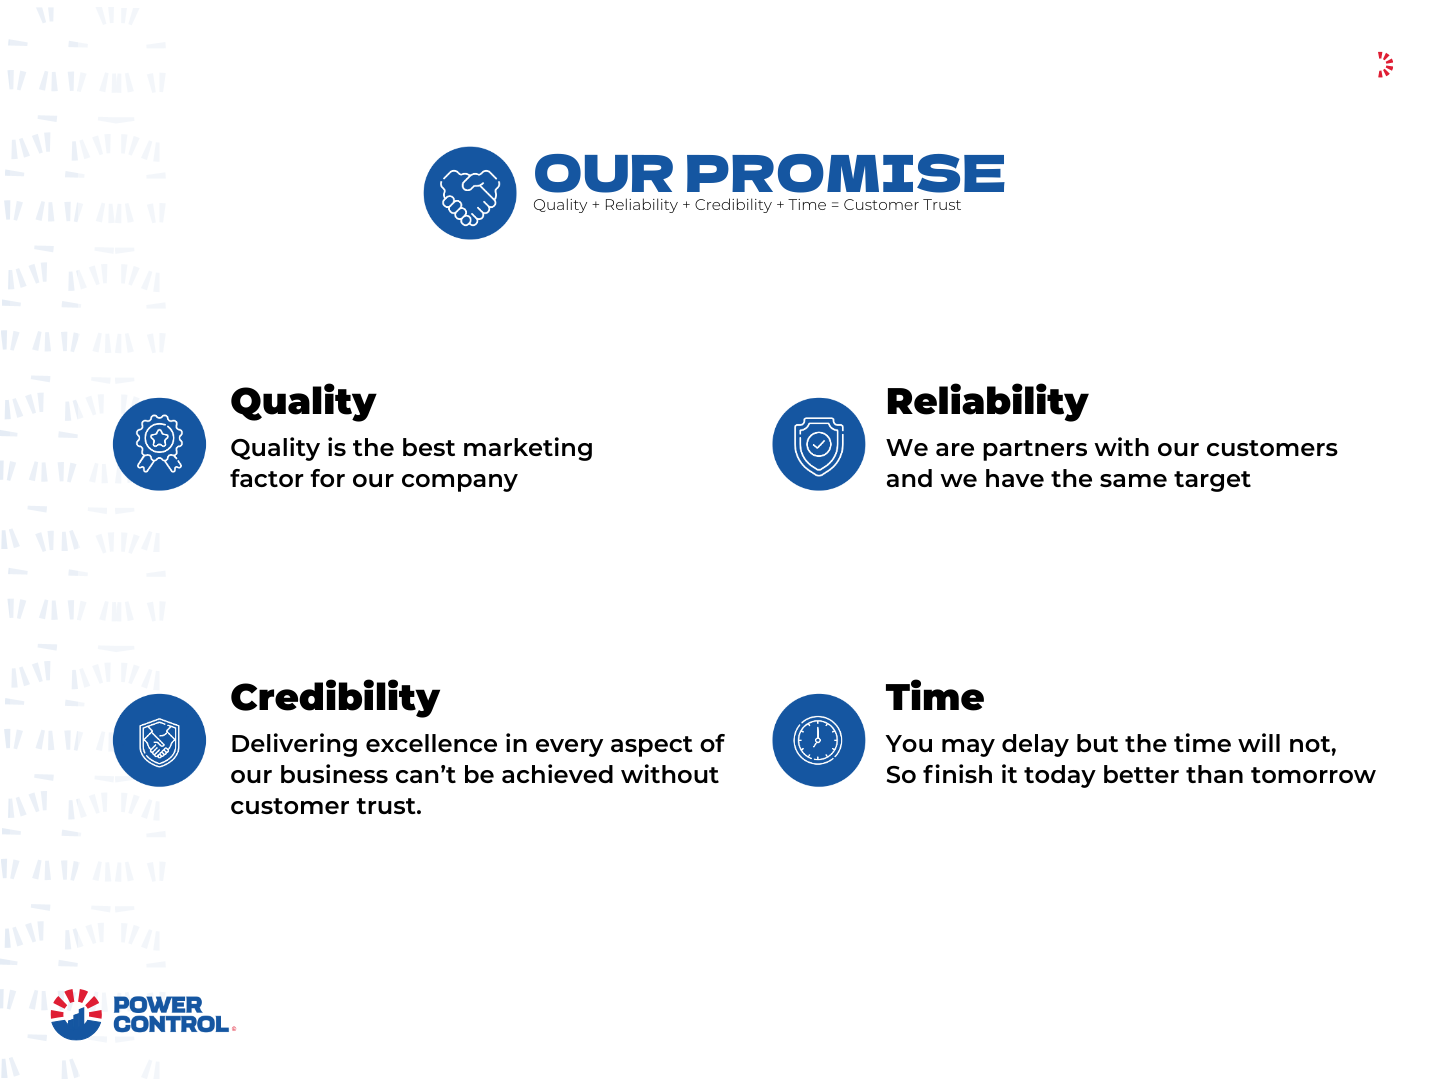 OUR PROMISE
Quality + Reliability + Credibility + Time = Customer Trust
Quality
Quality is the best marketing
factor for our company
Reliability
We are partners with our customers
and we have the same target
Credibility
Delivering excellence in every aspect of
our business can’t be achieved without
customer trust.
Time
You may delay but the time will not,
So finish it today better than tomorrow
POWER
CONTROL